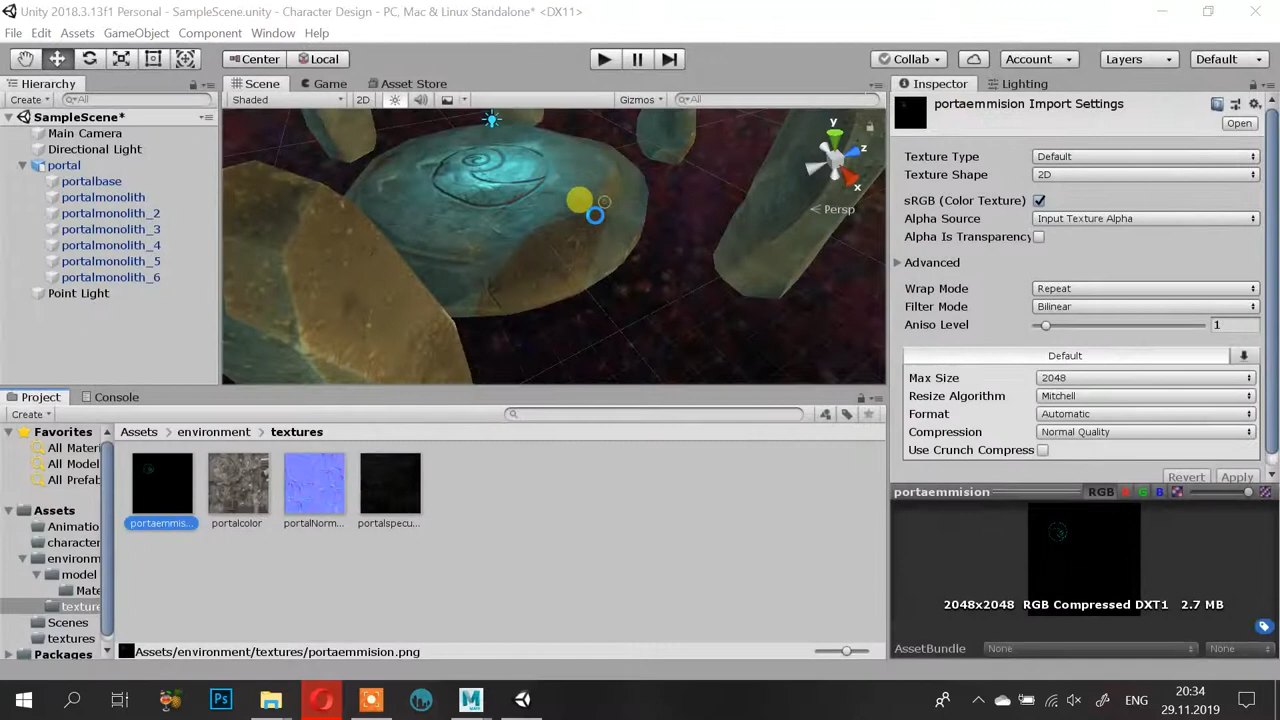 Unity 2018.3.13f1 Personal - SampleScene.unity - Character Design - PC, Mac & Linux Standalone* <DX11>
File Edit Assets GameObject Component Window Help
Center Local Collab Account Layers Default
Hierarchy Scene Game Asset Store Inspector Lighting
Create All Shaded 2D Gizmos All portaemmision Import Settings
Open
SampleScene*
Main Camera
Directional Light
portal
portalbase
portalmonolith
portalmonolith_2
portalmonolith_3
portalmonolith_4
portalmonolith_5
portalmonolith_6
Point Light
y
z
x
Persp
Texture Type Default
Texture Shape 2D
sRGB (Color Texture)
Alpha Source Input Texture Alpha
Alpha Is Transparency
Advanced
Wrap Mode Repeat
Filter Mode Bilinear
Aniso Level 1
Default
Max Size 2048
Resize Algorithm Mitchell
Format Automatic
Compression Normal Quality
Use Crunch Compress
Revert Apply
Project Console
Create
Favorites
All Materi
All Model
All Prefab
Assets
Animatio
character
environm
model
Mate
texture
Scenes
textures
Packages
Assets environment textures
portaemmis... portalcolor portalNorm... portalspecu...
Assets/environment/textures/portaemmision.png
portaemmision RGB R G B
2048x2048 RGB Compressed DXT1 2.7 MB
AssetBundle None None
Ps
ENG
20:34
29.11.2019